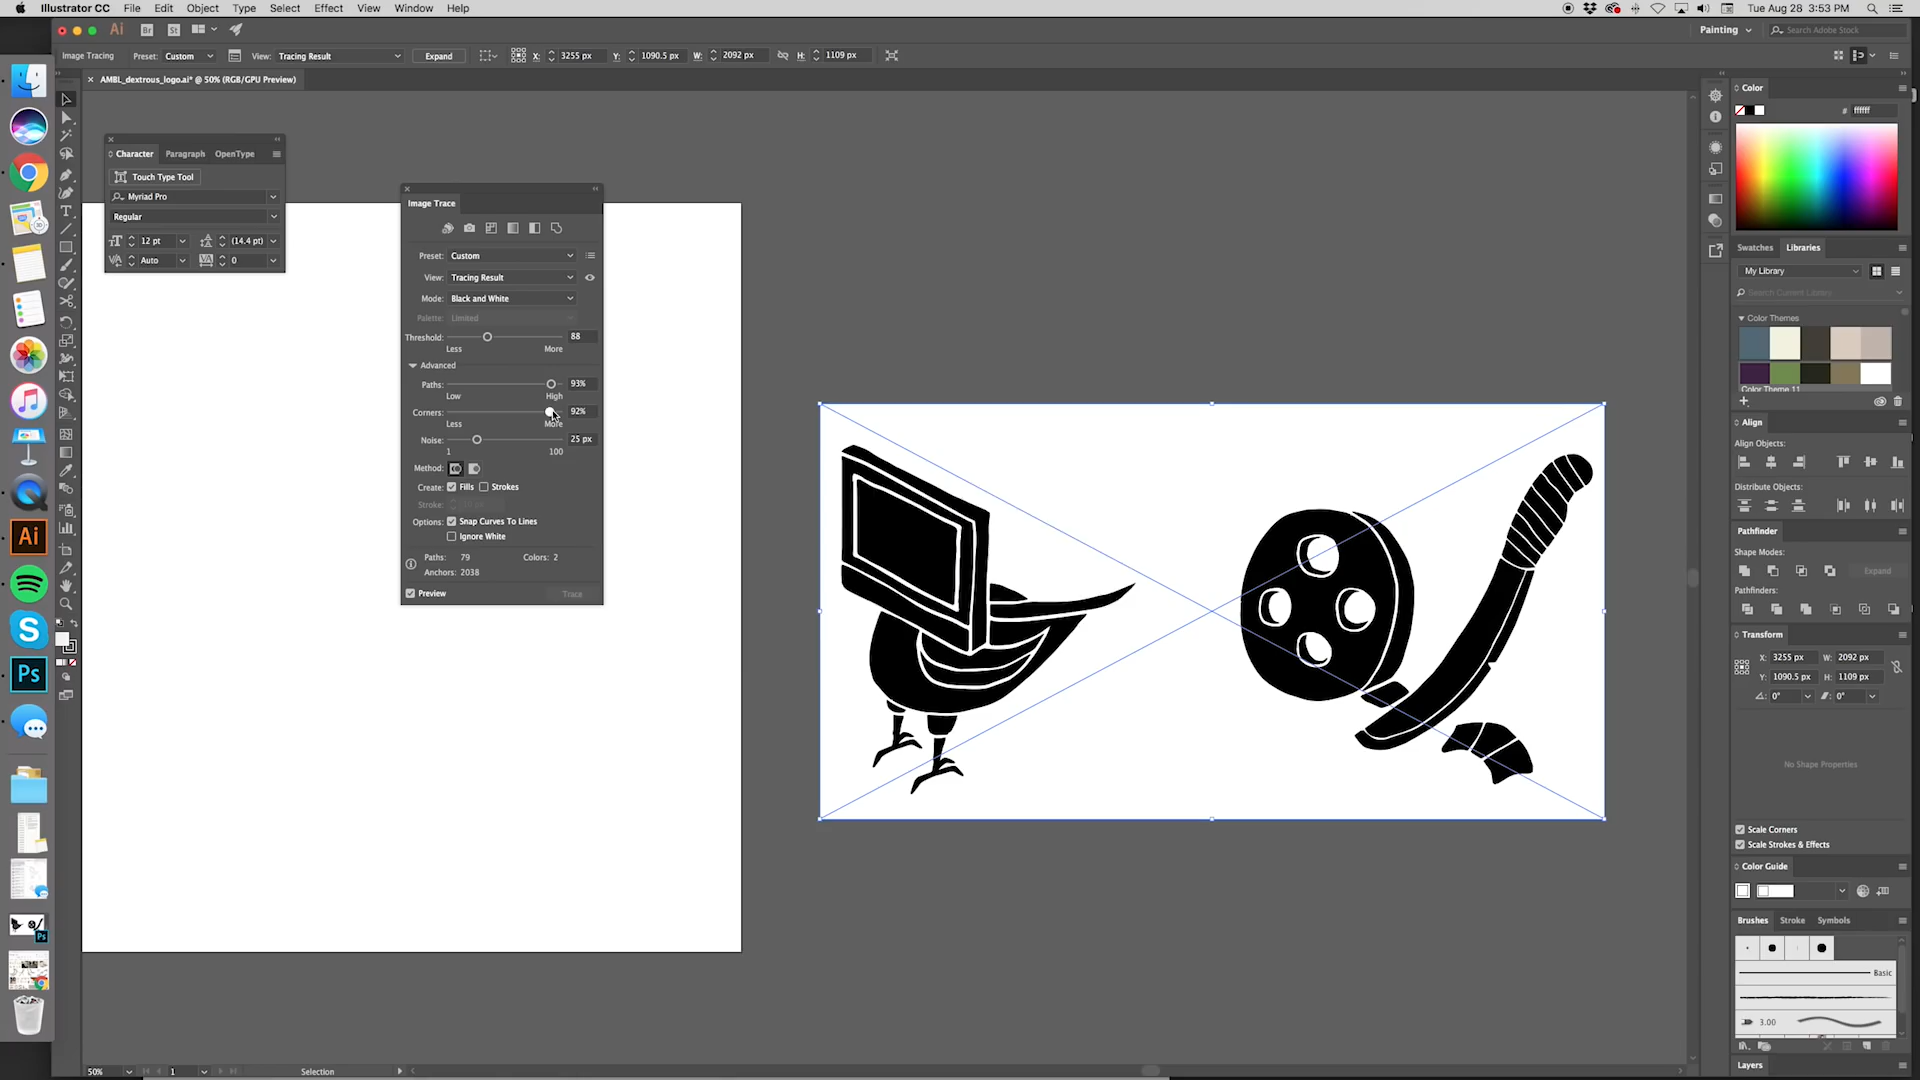 Illustrator CC File Edit Object Type Select Effect View Window Help
Tue Aug 28 3:53 PM
Ai Br St
Painting
Search Adobe Stock
Image Tracing Preset: Custom View: Tracing Result Expand X: 3255 px Y: 1090.5 px W: 2092 px H: 1109 px
AMBL_dextrous_logo.ai* @ 50% (RGB/GPU Preview)
Character Paragraph OpenType
Touch Type Tool
Myriad Pro
Regular
12 pt (14.4 pt)
Auto 0
Image Trace
Preset: Custom
View: Tracing Result
Mode: Black and White
Palette: Limited
Threshold: 88
Less More
Advanced
Paths: 93%
Low High
Corners: 92%
Less More
Noise: 25 px
1 100
Method:
Create: Fills Strokes
Stroke:
Options: Snap Curves To Lines
Ignore White
Paths: 79 Colors: 2
Anchors: 2038
Preview Trace
Color
# ffffff
Swatches Libraries
My Library
Search Current Library
Color Themes
Color Theme 11
Align
Align Objects:
Distribute Objects:
Pathfinder
Shape Modes:
Expand
Pathfinders:
Transform
X: 3255 px W: 2092 px
Y: 1090.5 px H: 1109 px
0° 0°
No Shape Properties
Scale Corners
Scale Strokes & Effects
Color Guide
Brushes Stroke Symbols
Basic
3.00
Layers
Ai
Ps
Ps
50% 1 Selection